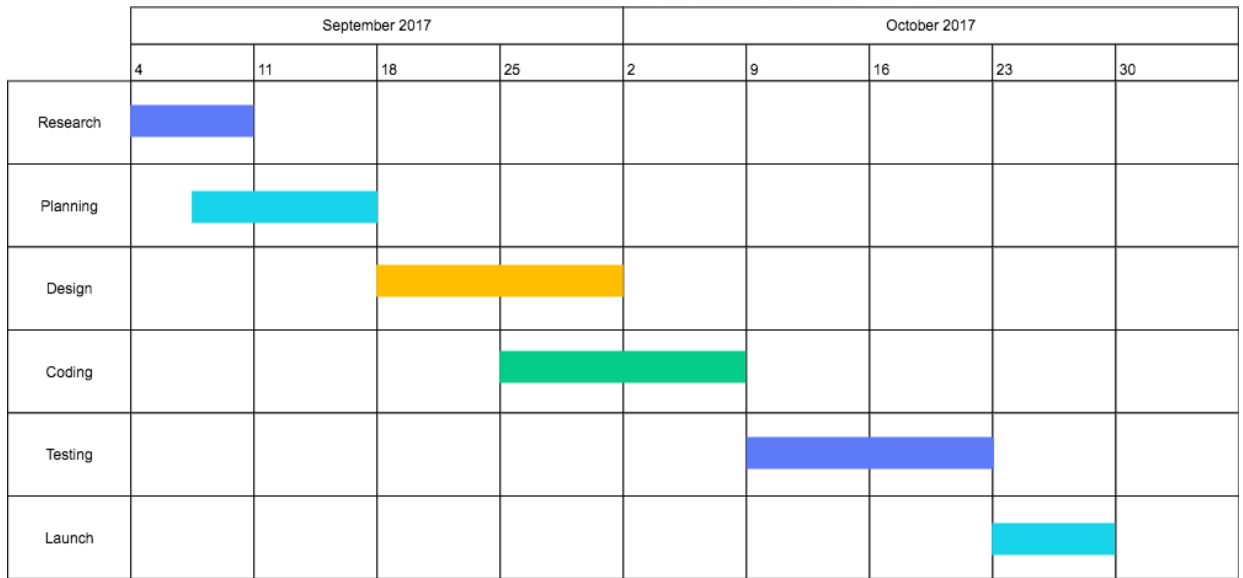 September 2017 October 2017
4 11 18 25 2 9 16 23 30
Research
Planning
Design
Coding
Testing
Launch